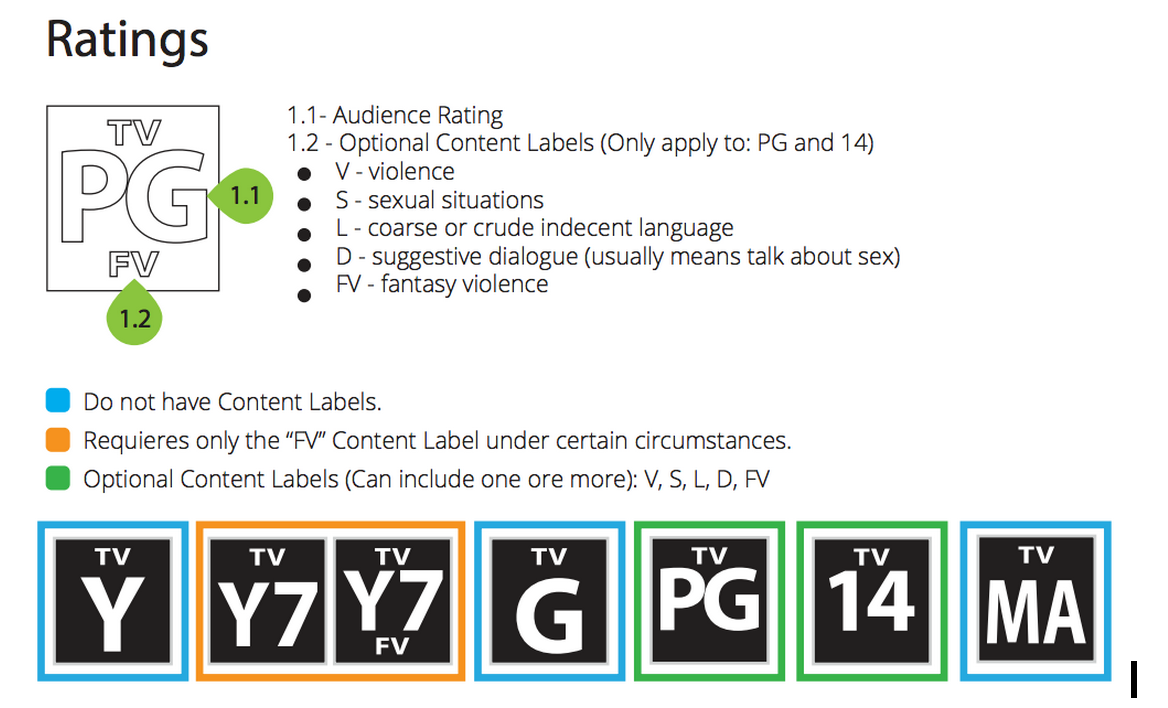 Ratings
TV
PG
FV
1.1
1.2
1.1- Audience Rating
1.2 - Optional Content Labels (Only apply to: PG and 14)
● V - violence
● S - sexual situations
● L - coarse or crude indecent language
● D - suggestive dialogue (usually means talk about sex)
● FV - fantasy violence
Do not have Content Labels.
Requieres only the “FV” Content Label under certain circumstances.
Optional Content Labels (Can include one ore more): V, S, L, D, FV
TV
Y
TV
Y7
TV
Y7
FV
TV
G
TV
PG
TV
14
TV
MA